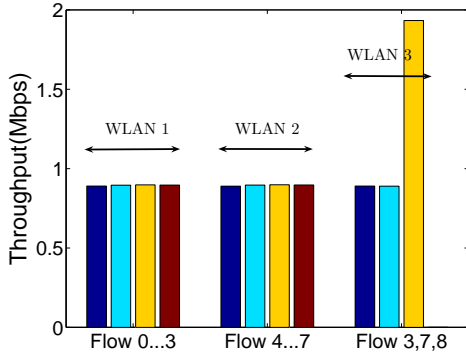 Throughput(Mbps)
2
1.5
1
0.5
0
WLAN 1
WLAN 2
WLAN 3
Flow 0...3
Flow 4...7
Flow 3,7,8